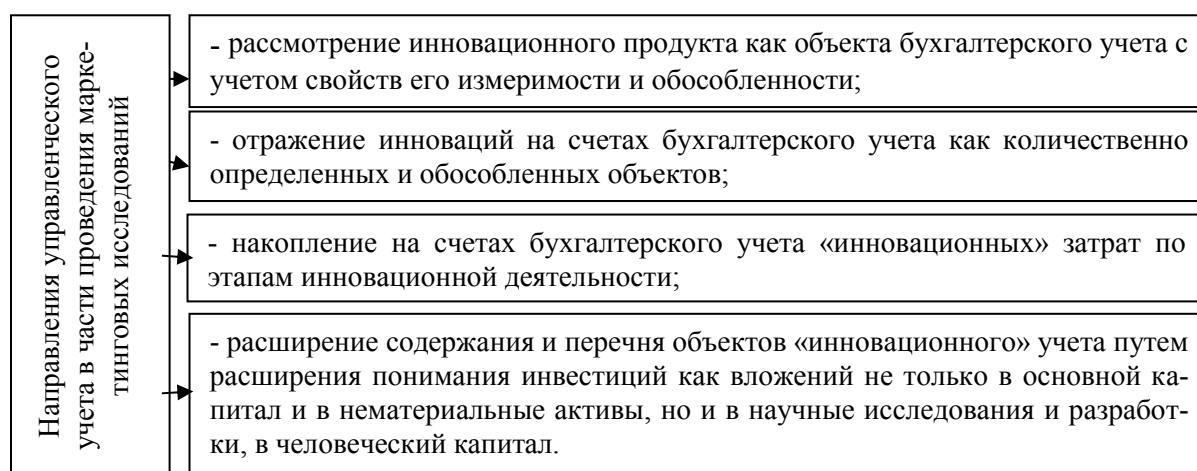 Направления управленческого
учета в части проведения марке-
тинговых исследований
- рассмотрение инновационного продукта как объекта бухгалтерского учета с
учетом свойств его измеримости и обособленности;
- отражение инноваций на счетах бухгалтерского учета как количественно
определенных и обособленных объектов;
- накопление на счетах бухгалтерского учета «инновационных» затрат по
этапам инновационной деятельности;
- расширение содержания и перечня объектов «инновационного» учета путем
расширения понимания инвестиций как вложений не только в основной ка-
питал и в нематериальные активы, но и в научные исследования и разработ-
ки, в человеческий капитал.